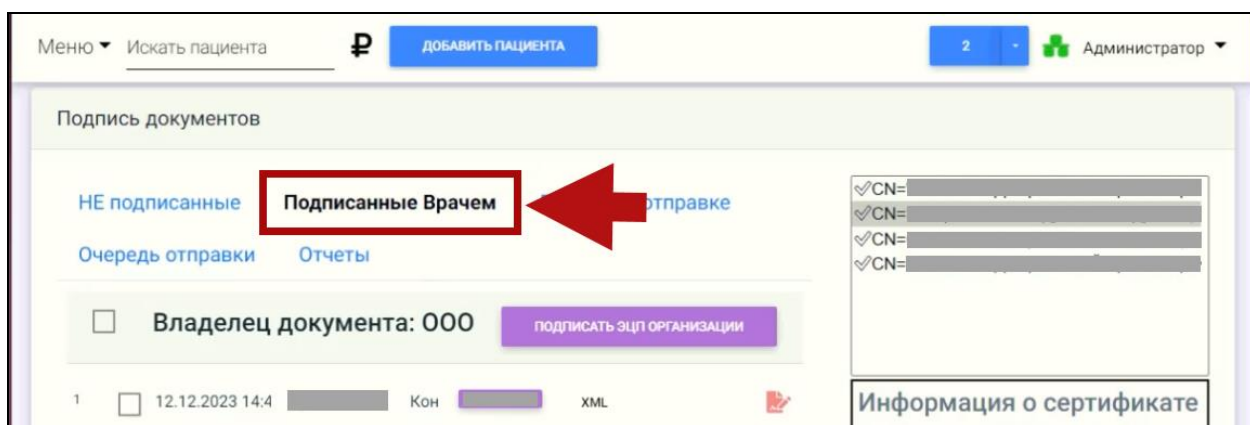 Меню Искать пациента ₽ ДОБАВИТЬ ПАЦИЕНТА 2 Администратор
Подпись документов
НЕ подписанные Подписанные Врачем отправке
Очередь отправки Отчеты
Владелец документа: ООО ПОДПИСАТЬ ЭЦП ОРГАНИЗАЦИИ
1 12.12.2023 14:4 Кон XML
CN=
CN=
CN=
CN=
Информация о сертификате